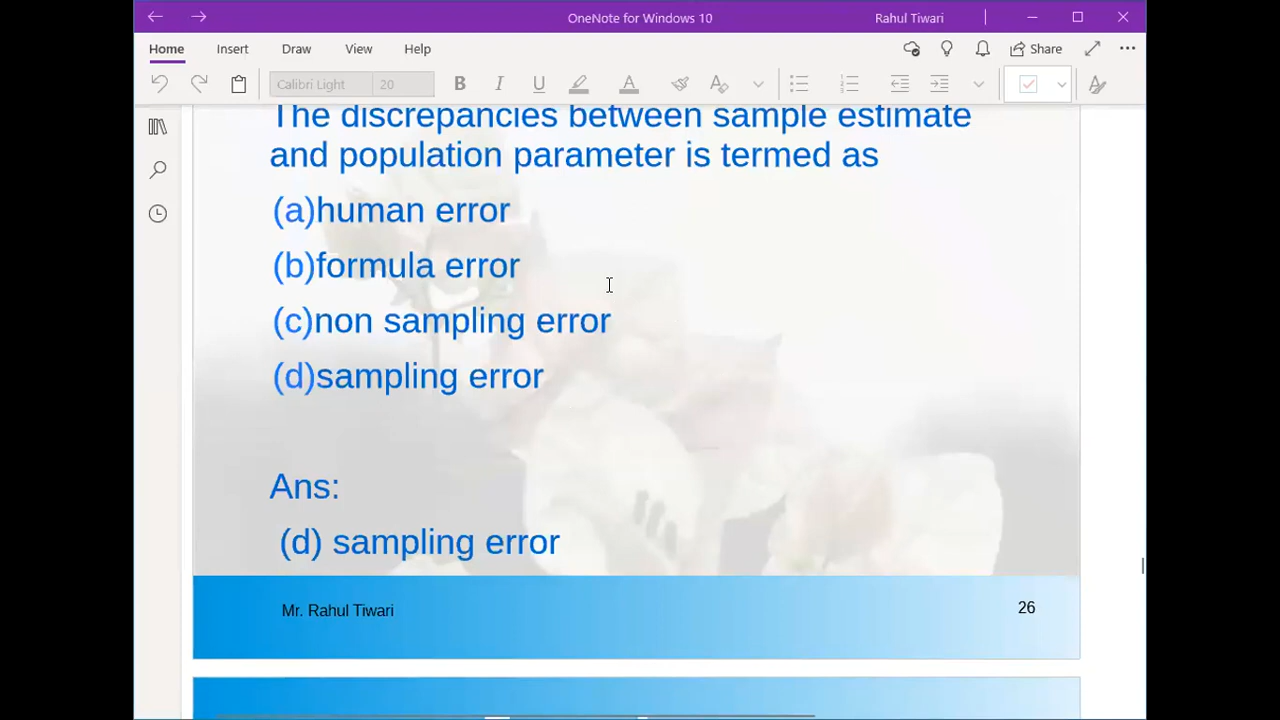 OneNote for Windows 10
Rahul Tiwari
Home Insert Draw View Help
Share
Calibri Light 20 B I U A
The discrepancies between sample estimate
and population parameter is termed as
(a)human error
(b)formula error
(c)non sampling error
(d)sampling error
Ans:
(d) sampling error
Mr. Rahul Tiwari
26